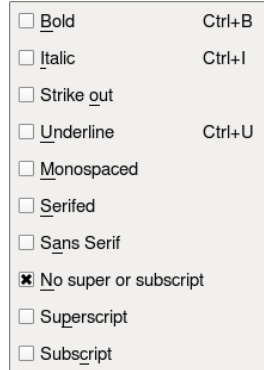 Bold Ctrl+B
Italic Ctrl+I
Strike out
Underline Ctrl+U
Monospaced
Serifed
Sans Serif
No super or subscript
Superscript
Subscript